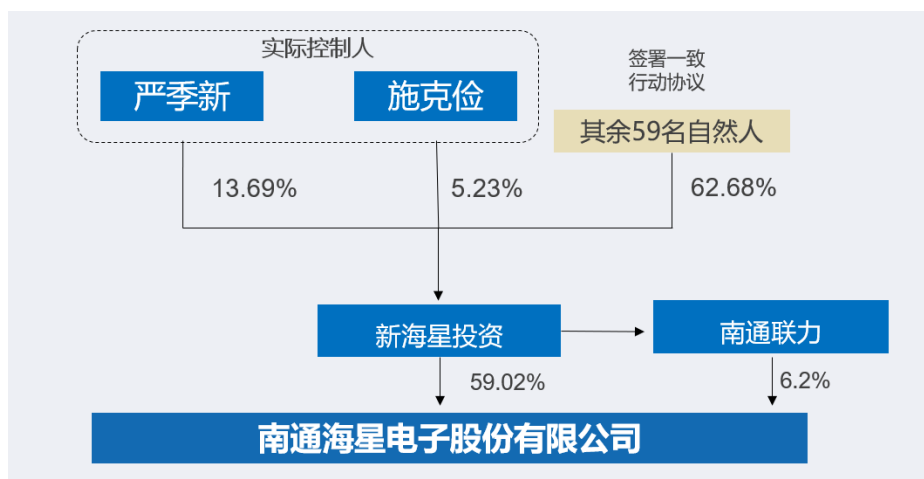 实际控制人
签署一致
行动协议
严季新
施克俭
其余59名自然人
13.69%
5.23%
62.68%
新海星投资
南通联力
59.02%
6.2%
南通海星电子股份有限公司